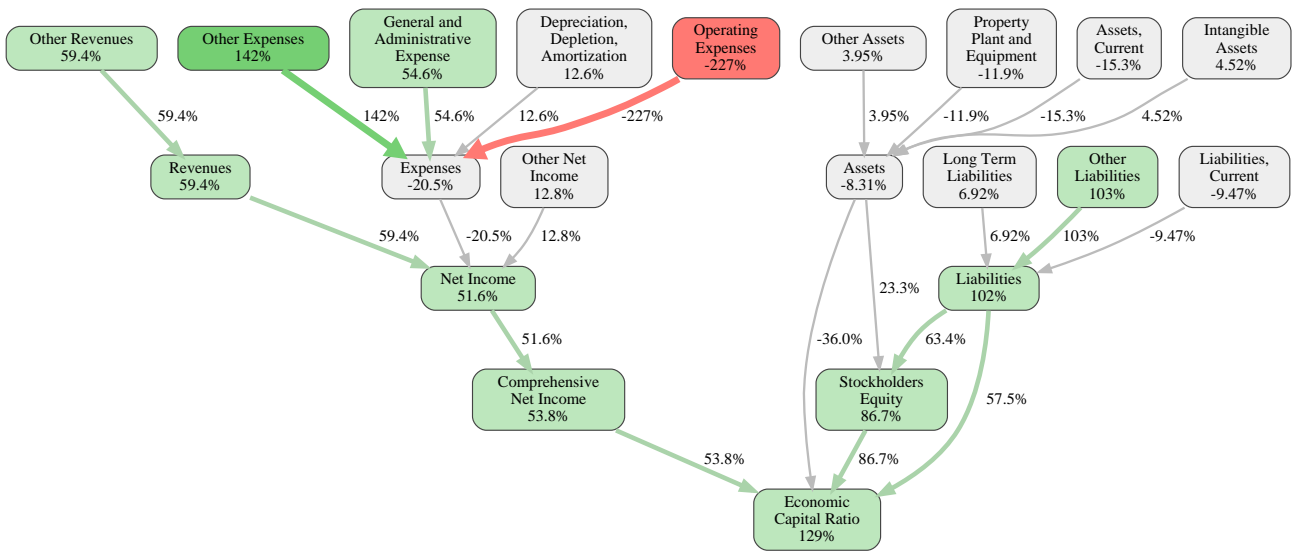 Other Revenues
59.4%
Other Expenses
142%
General and
Administrative
Expense
54.6%
Depreciation,
Depletion,
Amortization
12.6%
Operating
Expenses
-227%
Other Assets
3.95%
Property
Plant and
Equipment
-11.9%
Assets,
Current
-15.3%
Intangible
Assets
4.52%
59.4%
142%
54.6%
12.6%
-227%
3.95%
-11.9%
-15.3%
4.52%
Revenues
59.4%
Expenses
-20.5%
Other Net
Income
12.8%
Assets
-8.31%
Long Term
Liabilities
6.92%
Other
Liabilities
103%
Liabilities,
Current
-9.47%
59.4%
-20.5%
12.8%
6.92%
103%
-9.47%
Net Income
51.6%
Liabilities
102%
23.3%
51.6%
-36.0%
63.4%
57.5%
Comprehensive
Net Income
53.8%
Stockholders
Equity
86.7%
53.8%
86.7%
Economic
Capital Ratio
129%